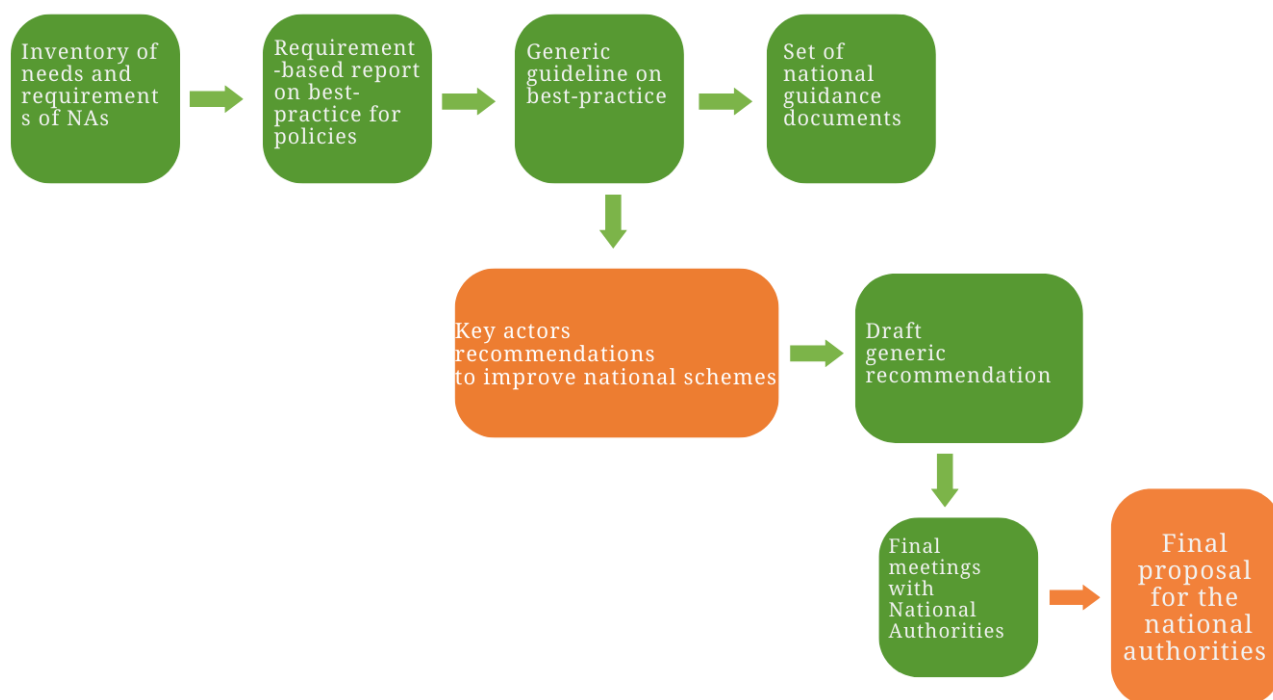 Inventory of
needs and
requirement
s of NAs
Requirement
-based report
on best-
practice for
policies
Generic
guideline on
best-practice
Set of
national
guidance
documents
Key actors
recommendations
to improve national schemes
Draft
generic
recommendation
Final
meetings
with
National
Authorities
Final
proposal
for the
national
authorities